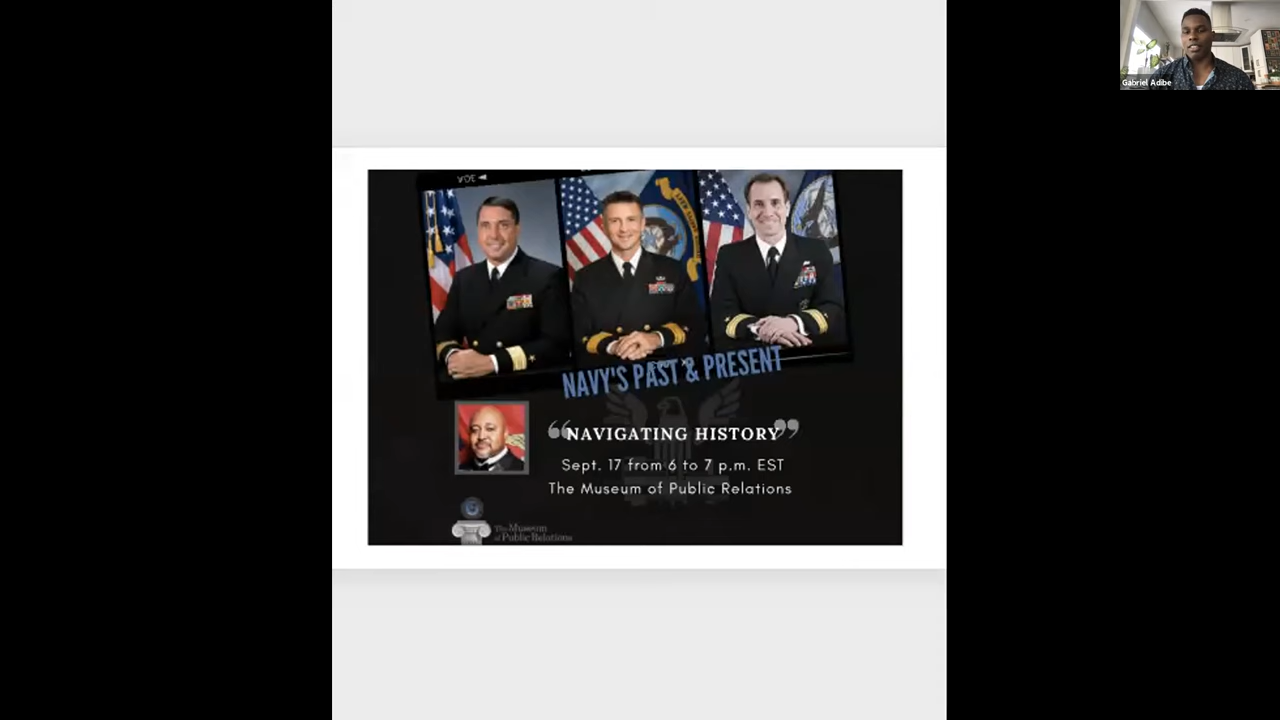 Gabriel Adibe
NAVY'S PAST & PRESENT
“NAVIGATING HISTORY”
Sept. 17 from 6 to 7 p.m. EST
The Museum of Public Relations
The Museum
of Public Relations